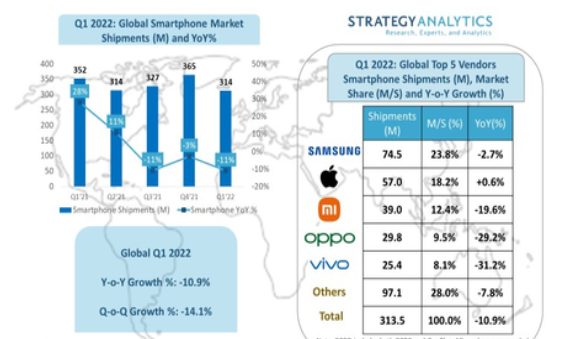 Q1 2022: Global Smartphone Market
Shipments (M) and YoY%
400
350
300
250
200
150
100
50
0
352
314
327
365
314
50%
40%
30%
20%
10%
0%
-10%
-20%
28%
11%
-11%
-3%
-11%
Q1'21
Q2'21
Q3'21
Q4'21
Q1'22
Smartphone Shipments (M)
Smartphone YoY %
Global Q1 2022
Y-o-Y Growth %: -10.9%
Q-o-Q Growth %: -14.1%
STRATEGYANALYTICS
Research, Experts, and Analytics
Q1 2022: Global Top 5 Vendors
Smartphone Shipments (M), Market
Share (M/S) and Y-o-Y Growth (%)
Shipments (M) M/S (%) YoY(%)
SAMSUNG 74.5 23.8% -2.7%
57.0 18.2% +0.6%
mi 39.0 12.4% -19.6%
oppo 29.8 9.5% -29.2%
vivo 25.4 8.1% -31.2%
Others 97.1 28.0% -7.8%
Total 313.5 100.0% -10.9%